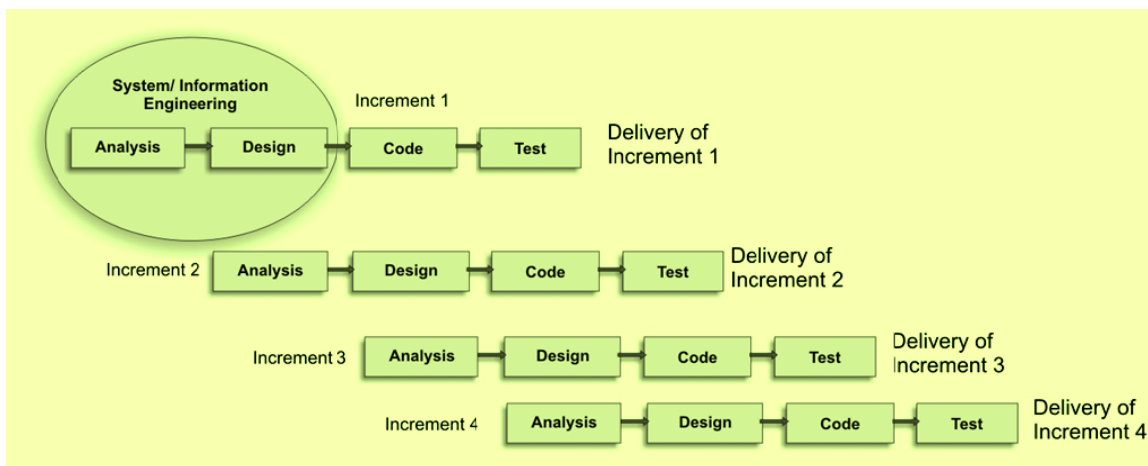 System/ Information
Engineering
Increment 1
Analysis
Design
Code
Test
Delivery of
Increment 1
Increment 2
Analysis
Design
Code
Test
Delivery of
Increment 2
Increment 3
Analysis
Design
Code
Test
Delivery of
Increment 3
Increment 4
Analysis
Design
Code
Test
Delivery of
Increment 4